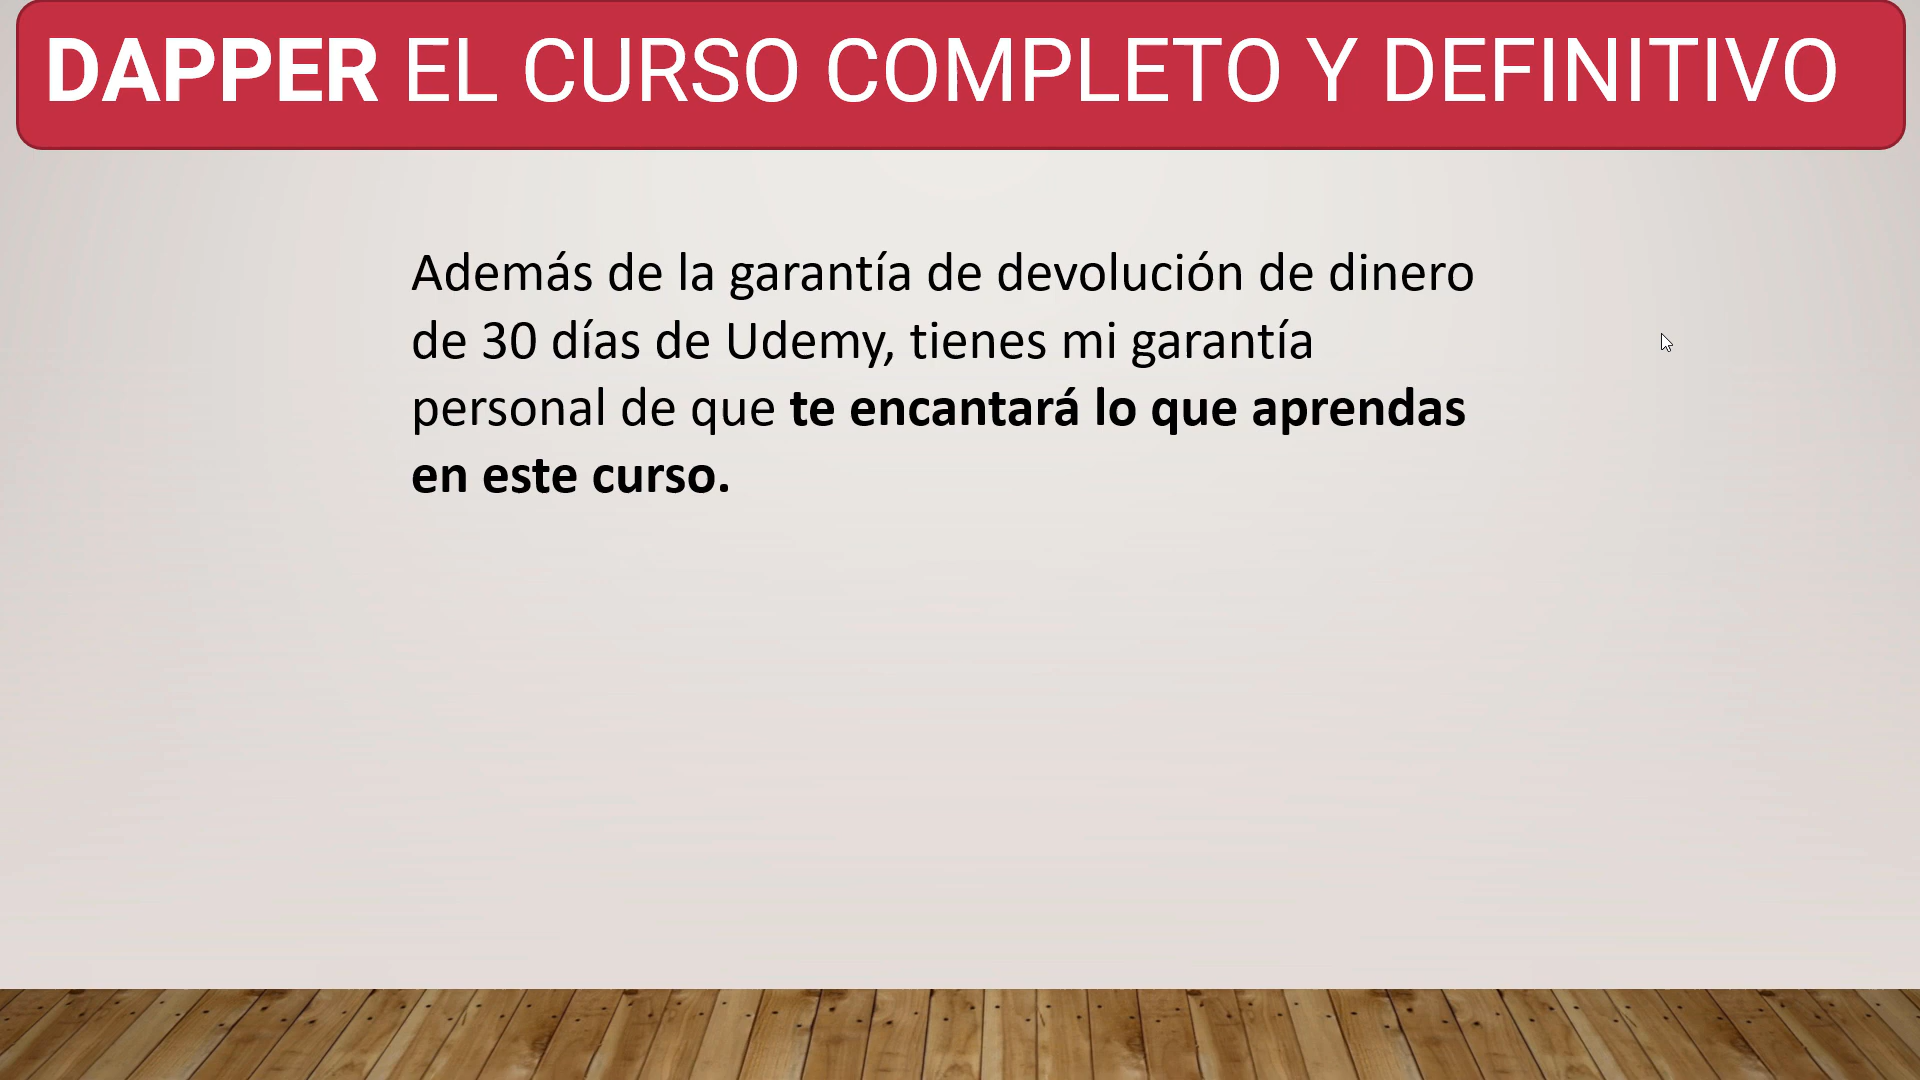 DAPPER EL CURSO COMPLETO Y DEFINITIVO
Además de la garantía de devolución de dinero
de 30 días de Udemy, tienes mi garantía
personal de que te encantará lo que aprendas
en este curso.